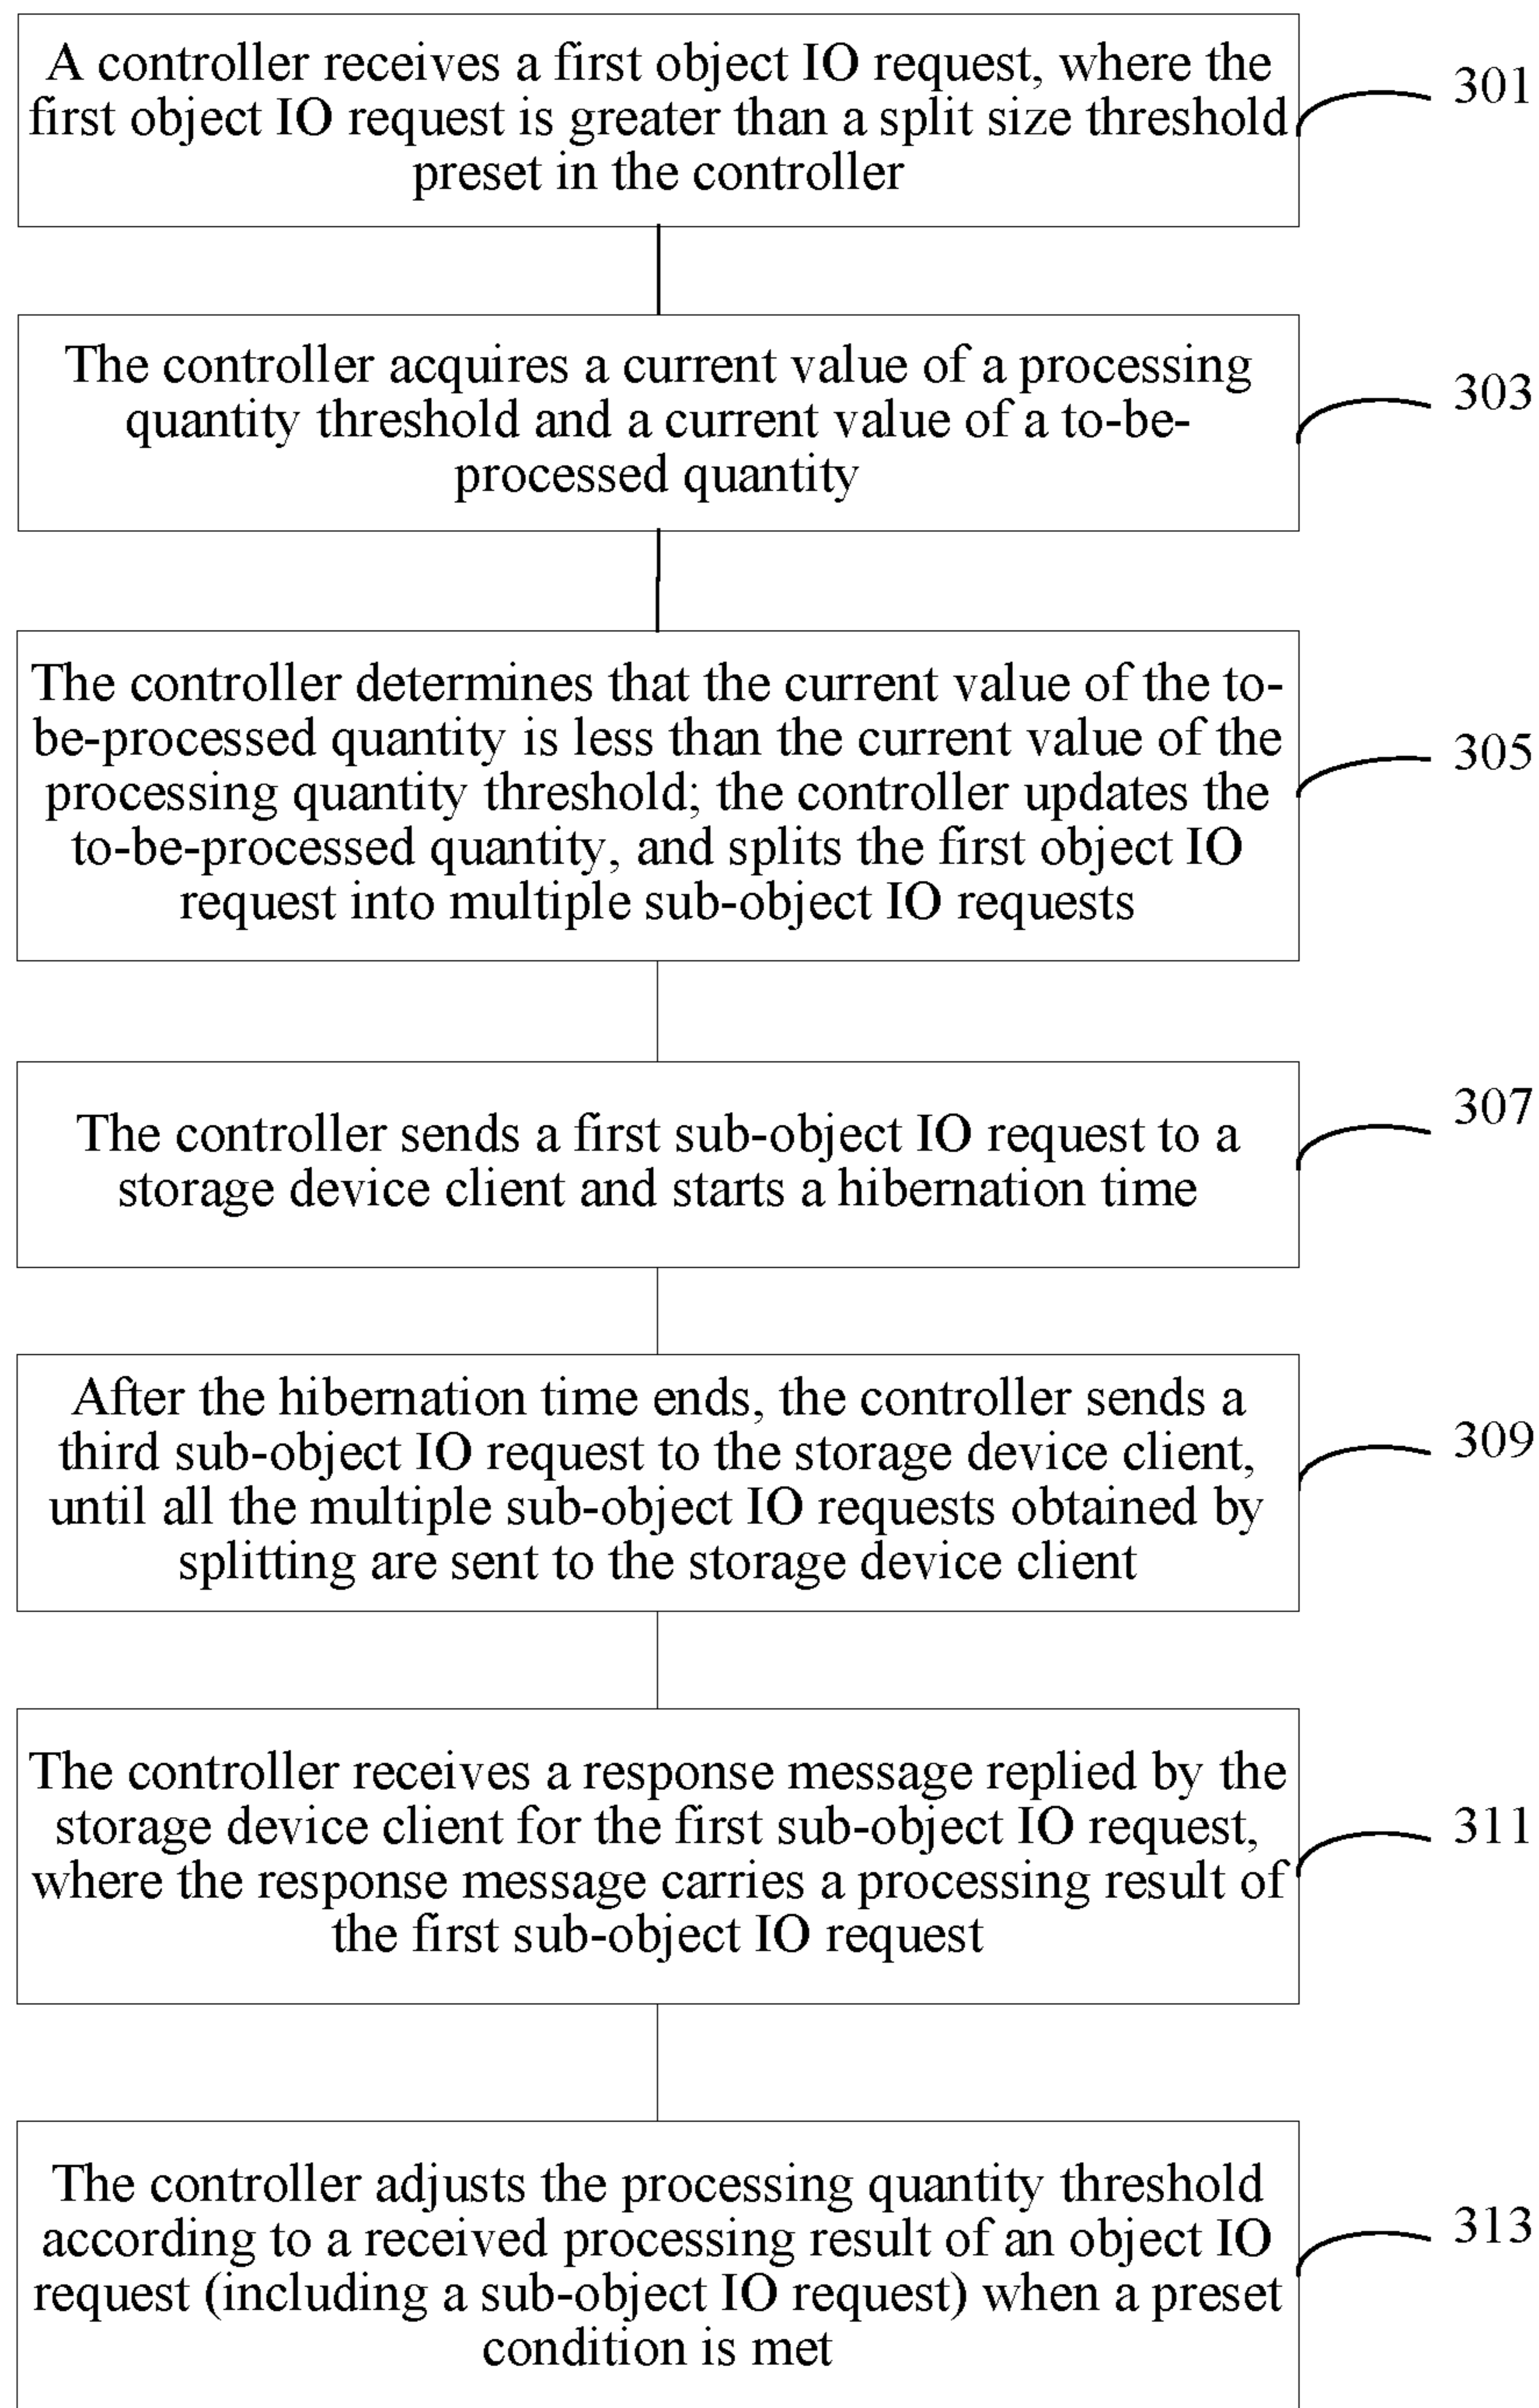 A controller receives a first object IO request, where the
first object IO request is greater than a split size threshold
preset in the controller
301
The controller acquires a current value of a processing
quantity threshold and a current value of a to-be-
processed quantity
303
The controller determines that the current value of the to-
be-processed quantity is less than the current value of the
processing quantity threshold; the controller updates the
to-be-processed quantity, and splits the first object IO
request into multiple sub-object IO requests
305
The controller sends a first sub-object IO request to a
storage device client and starts a hibernation time
307
After the hibernation time ends, the controller sends a
third sub-object IO request to the storage device client,
until all the multiple sub-object IO requests obtained by
splitting are sent to the storage device client
309
The controller receives a response message replied by the
storage device client for the first sub-object IO request,
where the response message carries a processing result of
the first sub-object IO request
311
The controller adjusts the processing quantity threshold
according to a received processing result of an object IO
request (including a sub-object IO request) when a preset
condition is met
313